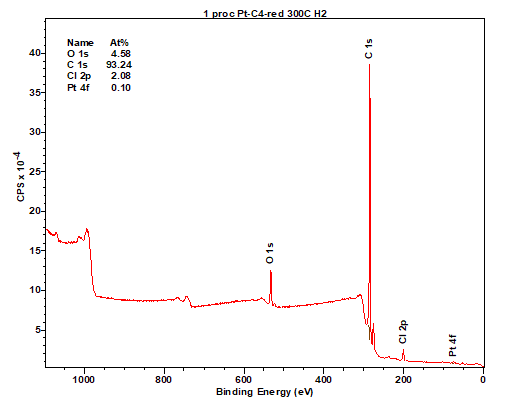 1 proc Pt-C4-red 300C H2
Name At%
O 1s 4.58
C 1s 93.24
Cl 2p 2.08
Pt 4f 0.10
C 1s
O 1s
Cl 2p
Pt 4f
CPS x 10-4
40
35
30
25
20
15
10
5
1000 800 600 400 200 0
Binding Energy (eV)